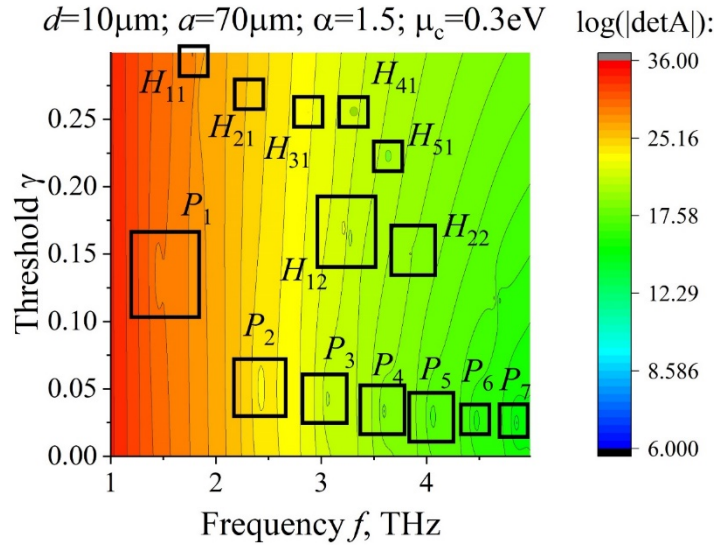 d=10μm; a=70μm; α=1.5; μc=0.3eV
log(|detA|):
H11
H21
H31
H41
H51
P1
H12
H22
P2
P3
P4
P5
P6
P7
0.25
0.20
0.15
0.10
0.05
0.00
Threshold γ
1
2
3
4
Frequency f, THz
36.00
25.16
17.58
12.29
8.586
6.000